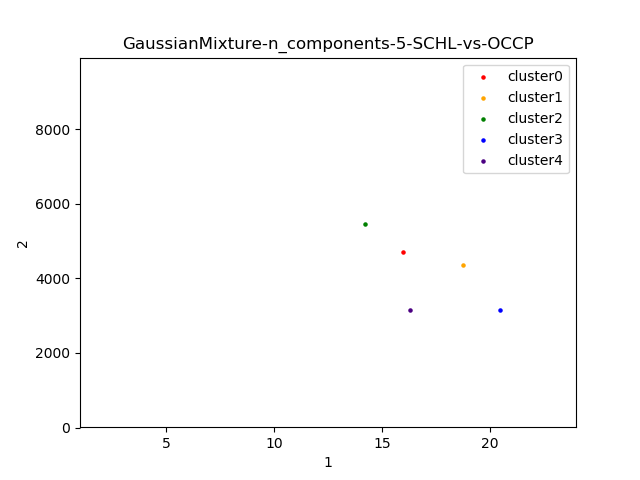 GaussianMixture-n_components-5-SCHL-vs-OCCP
cluster0
cluster1
cluster2
cluster3
cluster4
8000
6000
4000
2000
0
2
5
10
15
20
1